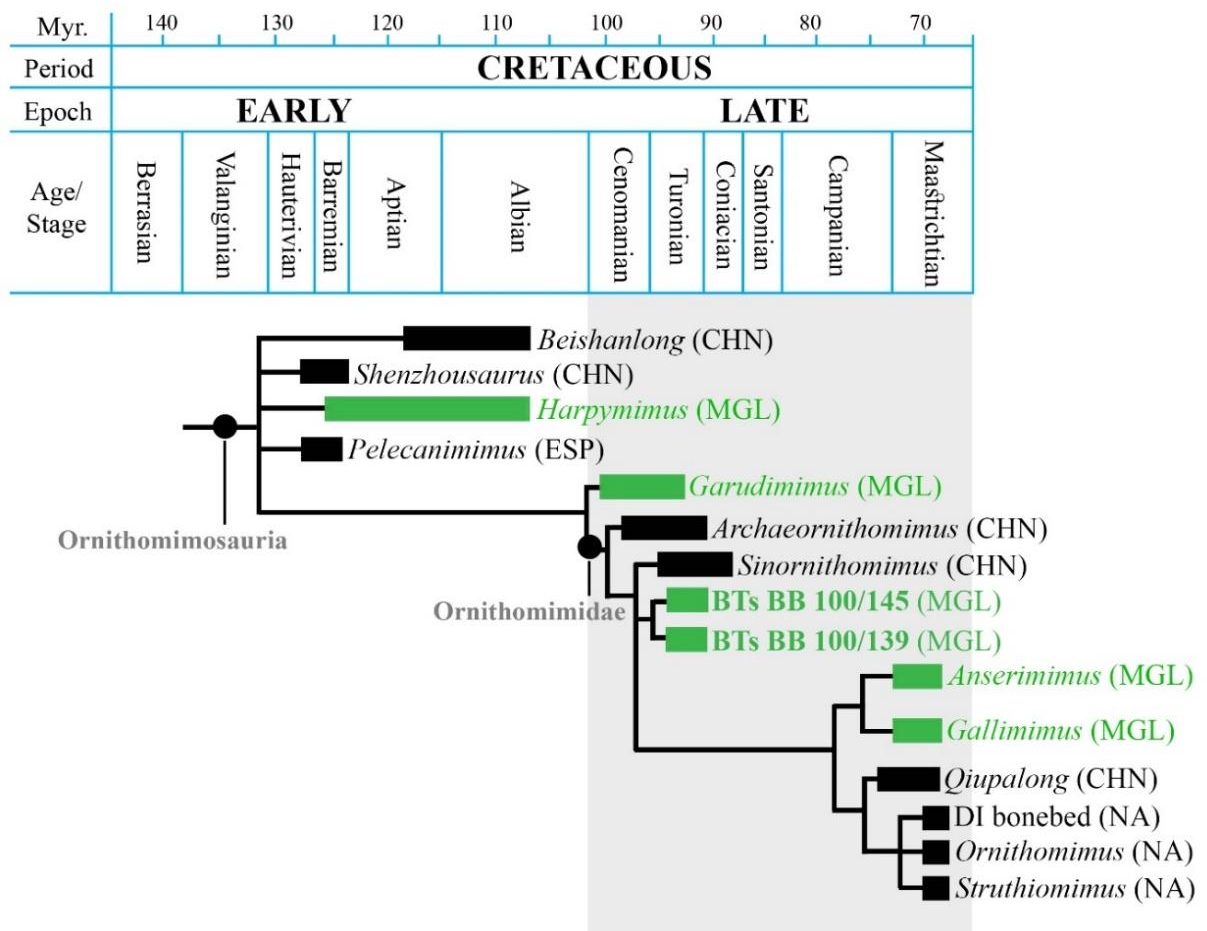 Myr. 140 130 120 110 100 90 80 70
Period CRETACEOUS
Epoch EARLY LATE
Age/
Stage
Berrasian
Valanginian
Hauterivian
Barremian
Aptian
Albian
Cenomanian
Turonian
Coniacian
Santonian
Campanian
Maastrichtian
Beishanlong (CHN)
Shenzhousaurus (CHN)
Harpymimus (MGL)
Pelecanimimus (ESP)
Garudimimus (MGL)
Archaeornithomimus (CHN)
Ornithomimosauria
Sinornithomimus (CHN)
BTs BB 100/145 (MGL)
Ornithomimidae
BTs BB 100/139 (MGL)
Anserimimus (MGL)
Gallimimus (MGL)
Qiupalong (CHN)
DI bonebed (NA)
Ornithomimus (NA)
Struthiomimus (NA)